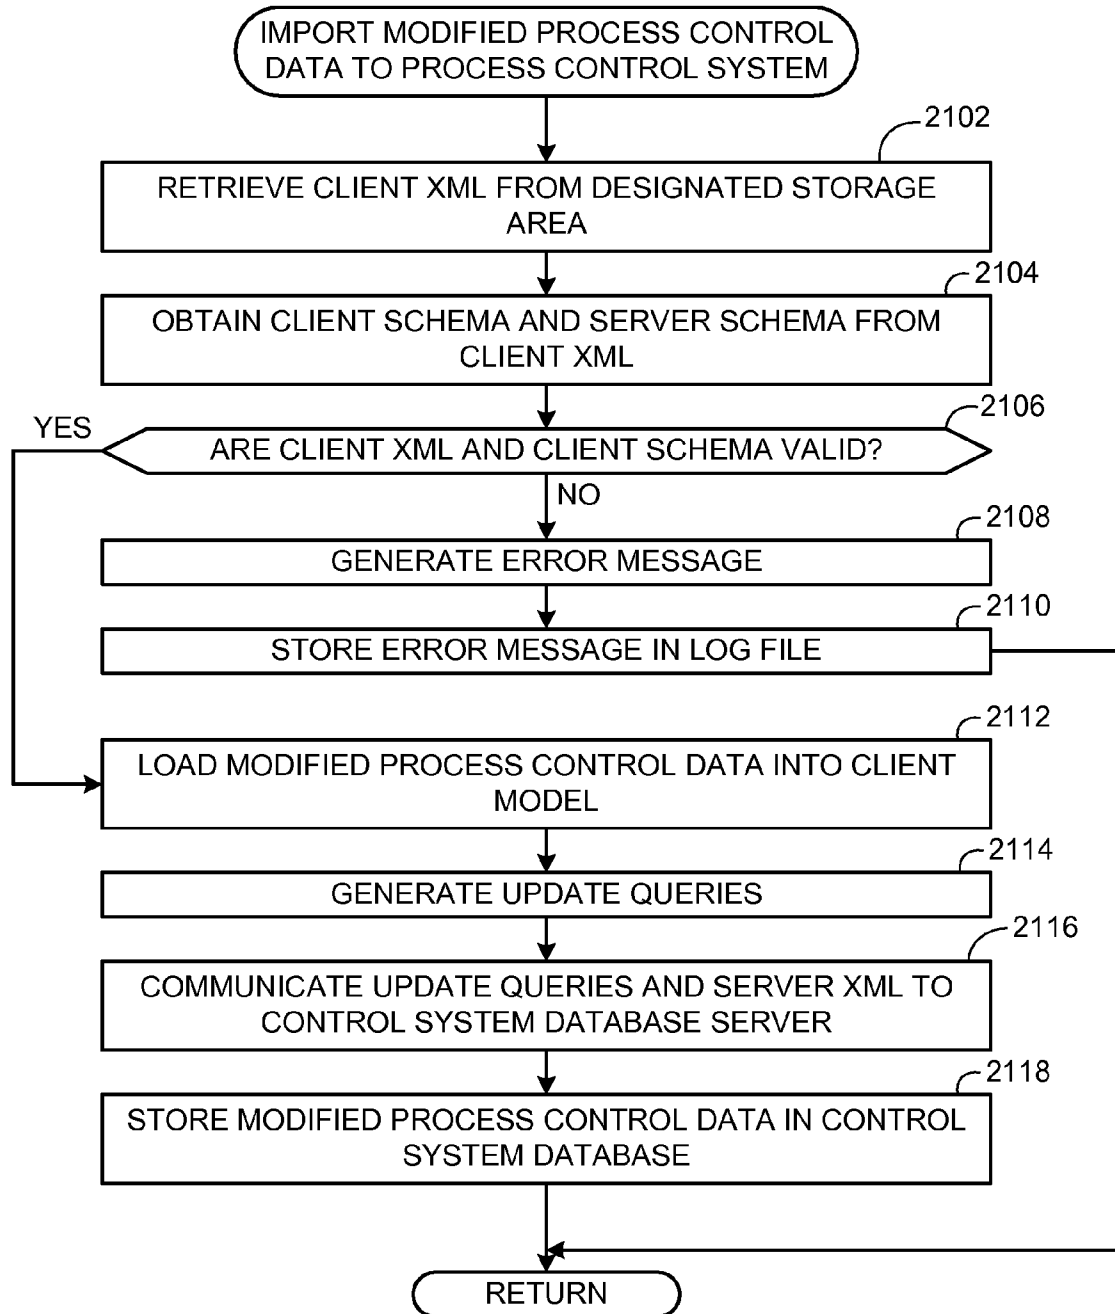 IMPORT MODIFIED PROCESS CONTROL
DATA TO PROCESS CONTROL SYSTEM
2102
RETRIEVE CLIENT XML FROM DESIGNATED STORAGE
AREA
2104
OBTAIN CLIENT SCHEMA AND SERVER SCHEMA FROM
CLIENT XML
2106
YES
ARE CLIENT XML AND CLIENT SCHEMA VALID?
NO
2108
GENERATE ERROR MESSAGE
2110
STORE ERROR MESSAGE IN LOG FILE
2112
LOAD MODIFIED PROCESS CONTROL DATA INTO CLIENT
MODEL
2114
GENERATE UPDATE QUERIES
2116
COMMUNICATE UPDATE QUERIES AND SERVER XML TO
CONTROL SYSTEM DATABASE SERVER
2118
STORE MODIFIED PROCESS CONTROL DATA IN CONTROL
SYSTEM DATABASE
RETURN